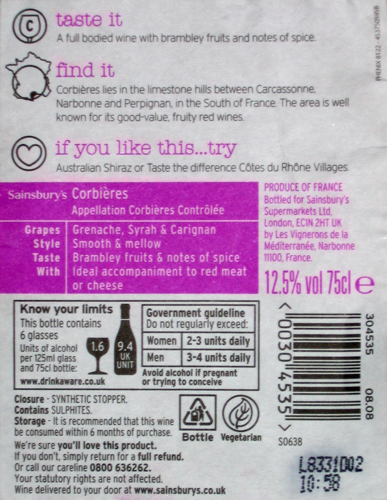 C
taste it
A full bodied wine with brambley fruits and notes of spice.
find it
Corbières lies in the limestone hills between Carcassonne,
Narbonne and Perpignan, in the South of France. The area is well
known for its good-value, fruity red wines.
if you like this...try
Australian Shiraz or Taste the difference Côtes du Rhône Villages.
Sainsbury's Corbières
Appellation Corbières Contrôlée
Grapes Grenache, Syrah & Carignan
Style Smooth & mellow
Taste Brambley fruits & notes of spice
With Ideal accompaniment to red meat
or cheese
PRODUCE OF FRANCE
Bottled for Sainsbury's
Supermarkets Ltd,
London, EC1N 2HT UK
by Les Vignerons de la
Méditerranée, Narbonne
11100, France.
12.5% vol 75cl e
Know your limits
This bottle contains
6 glasses
Units of alcohol
per 125ml glass
and 75cl bottle:
www.drinkaware.co.uk
1.6
9.4
UK
UNIT
Government guideline
Do not regularly exceed:
Women 2-3 units daily
Men 3-4 units daily
Avoid alcohol if pregnant
or trying to conceive
Closure - SYNTHETIC STOPPER.
Contains SULPHITES.
Storage - It is recommended that this wine
be consumed within 6 months of purchase.
We're sure you'll love this product.
If you don't, simply return for a full refund.
Or call our careline 0800 636262.
Your statutory rights are not affected.
Wine delivered to your door at www.sainsburys.co.uk
Bottle Vegetarian
< 00304535 >
304535
08.08
S0638
L8331D02
10:58